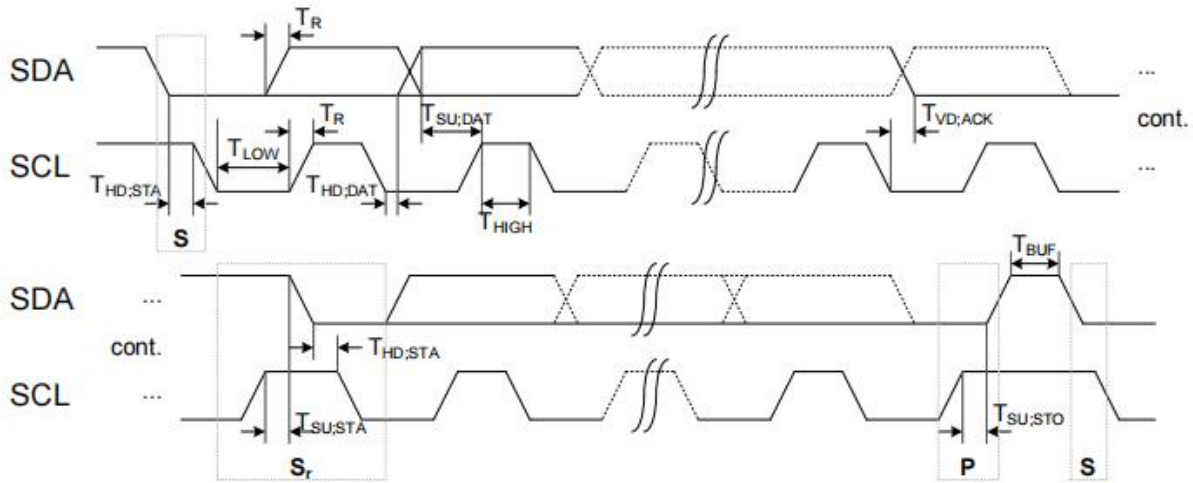 T_R
SDA
...
T_SU;DAT
T_R
T_VD;ACK
cont.
SCL
T_LOW
...
T_HD;STA
T_HD;DAT
T_HIGH
S
T_BUF
SDA
...
cont.
T_HD;STA
SCL
...
T_SU;STA
T_SU;STO
S_r
P
S